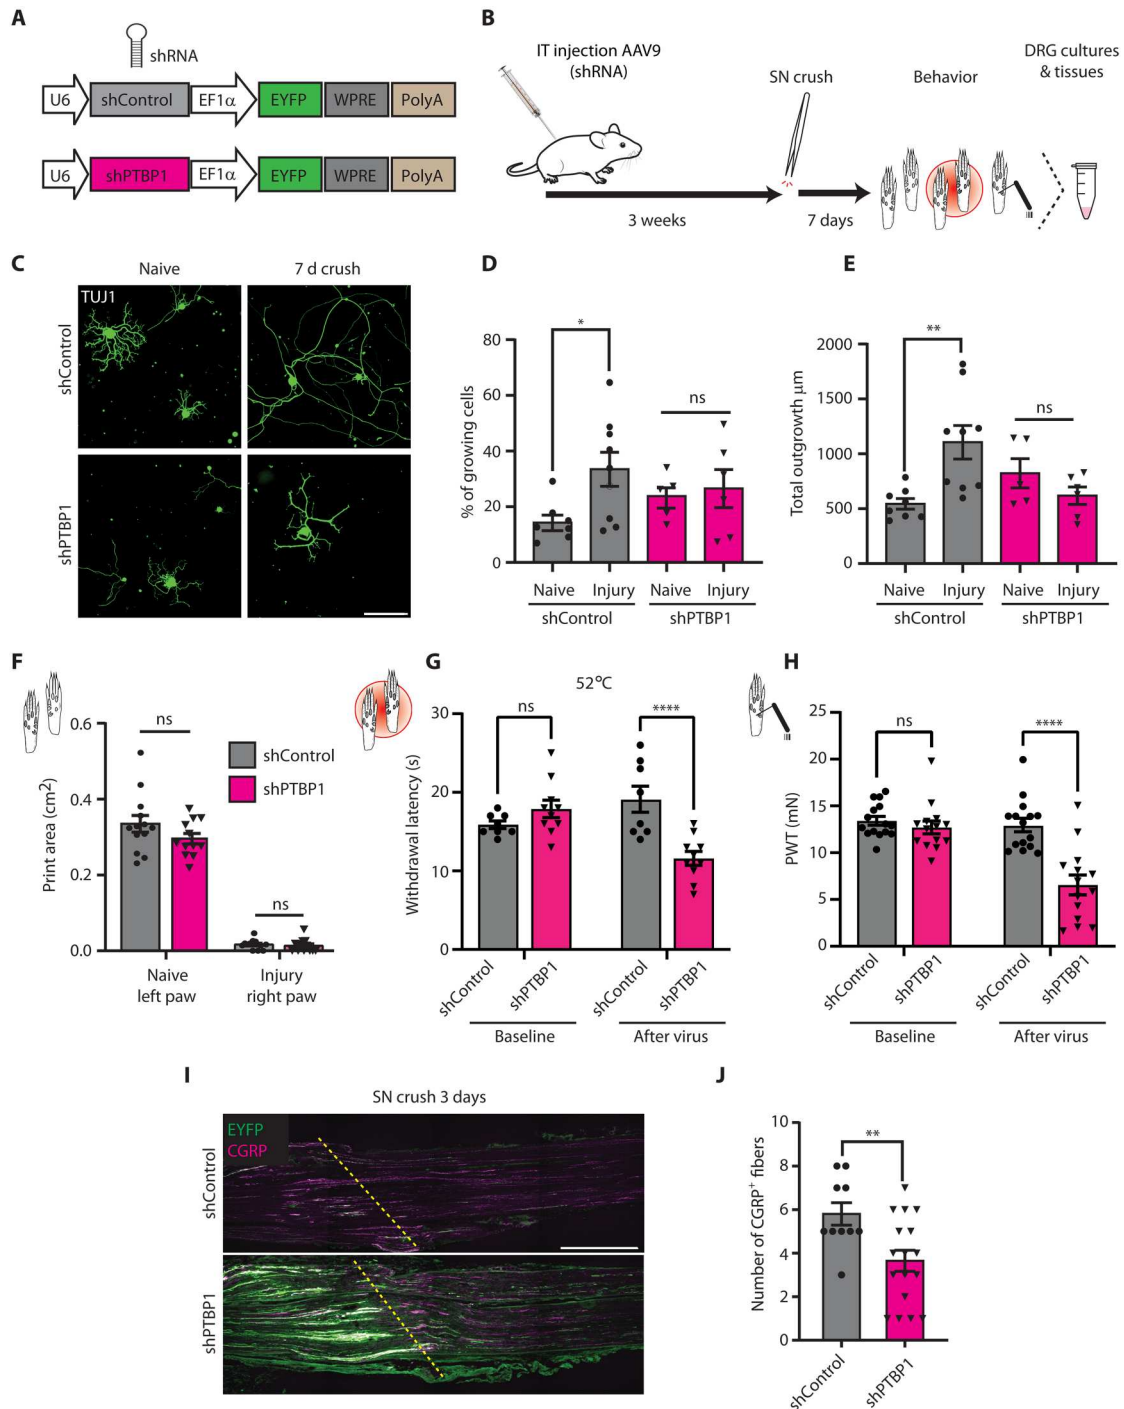 A
shRNA
U6 shControl EF1α EYFP WPRE PolyA
U6 shPTBP1 EF1α EYFP WPRE PolyA
B
IT injection AAV9
(shRNA)
SN crush
Behavior
DRG cultures
& tissues
3 weeks
7 days
C
Naive
7 d crush
TUJ1
shControl
shPTBP1
D
% of growing cells
80
60
40
20
0
*
ns
Naive Injury Naive Injury
shControl shPTBP1
E
Total outgrowth μm
2000
1500
1000
500
0
**
ns
Naive Injury Naive Injury
shControl shPTBP1
F
Print area (cm²)
0.6
0.4
0.2
0.0
ns
ns
shControl
shPTBP1
Naive
left paw
Injury
right paw
G
52°C
Withdrawal latency (s)
30
20
10
0
ns
****
shControl shPTBP1 shControl shPTBP1
Baseline After virus
H
PWT (mN)
25
20
15
10
5
0
ns
****
shControl shPTBP1 shControl shPTBP1
Baseline After virus
I
SN crush 3 days
EYFP
CGRP
shControl
shPTBP1
J
Number of CGRP⁺ fibers
10
8
6
4
2
0
**
shControl shPTBP1